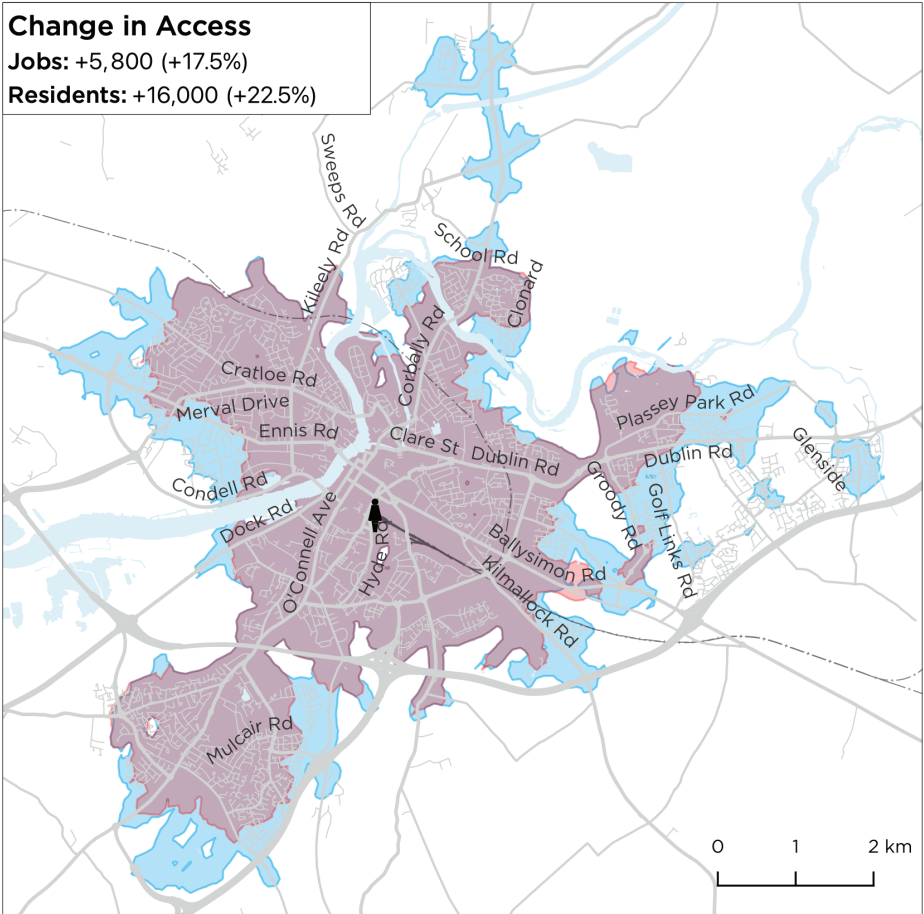 Change in Access
Jobs: +5,800 (+17.5%)
Residents: +16,000 (+22.5%)
Sweeps Rd
Kileely Rd
School Rd
Clonard
Corbally Rd
Cratloe Rd
Merval Drive
Ennis Rd
Clare St
Dublin Rd
Plassey Park Rd
Dublin Rd
Glenside
Condell Rd
Dock Rd
O'Connell Ave
Hyde Rd
Groody Rd
Golf Links Rd
Ballysimon Rd
Kilmallock Rd
Mulcair Rd
0 1 2 km